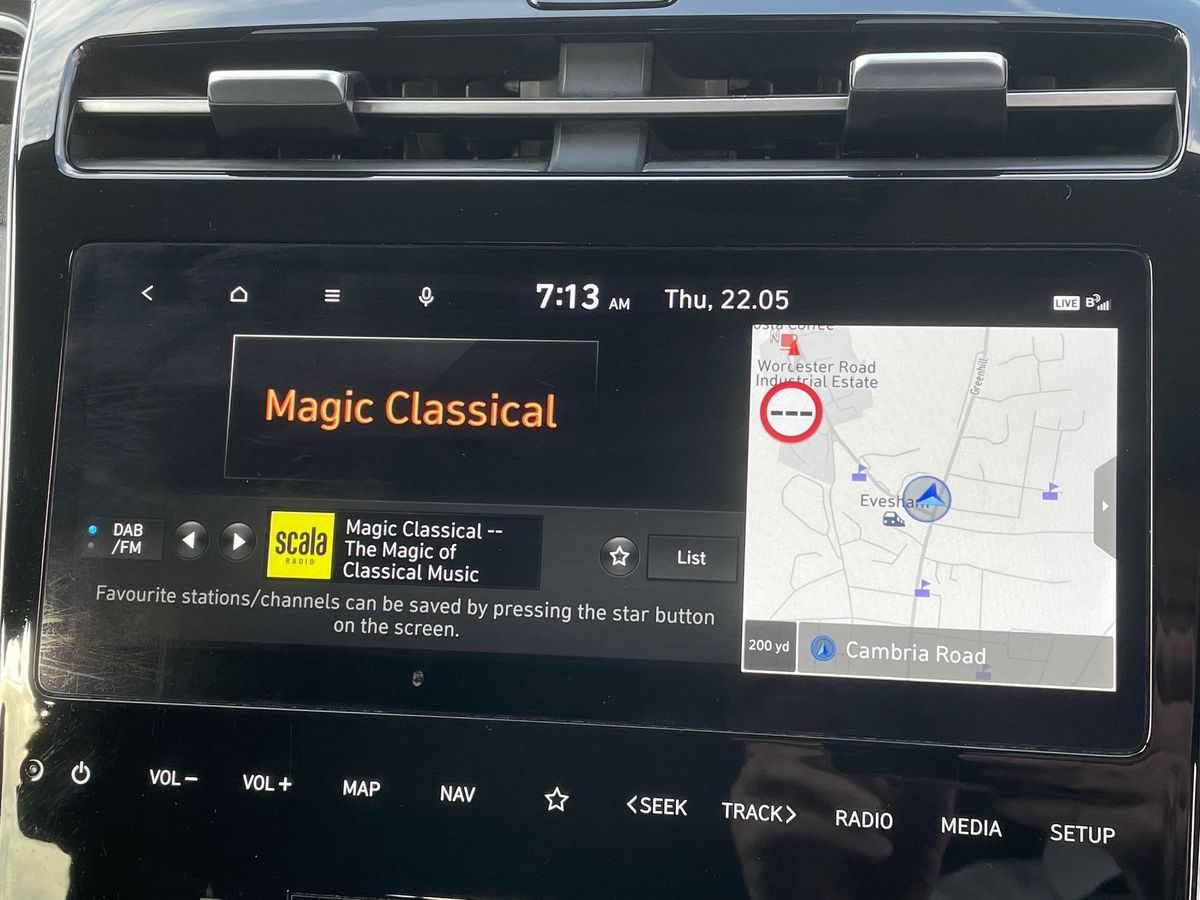 7:13 AM Thu, 22.05
LIVE B
Magic Classical
DAB
/FM
scala
RADIO
Magic Classical --
The Magic of
Classical Music
List
Favourite stations/channels can be saved by pressing the star button
on the screen.
osta Coffee
N
Worcester Road
Industrial Estate
Greenhill
Evesham
200 yd
Cambria Road
VOL– VOL+ MAP NAV <SEEK TRACK> RADIO MEDIA SETUP